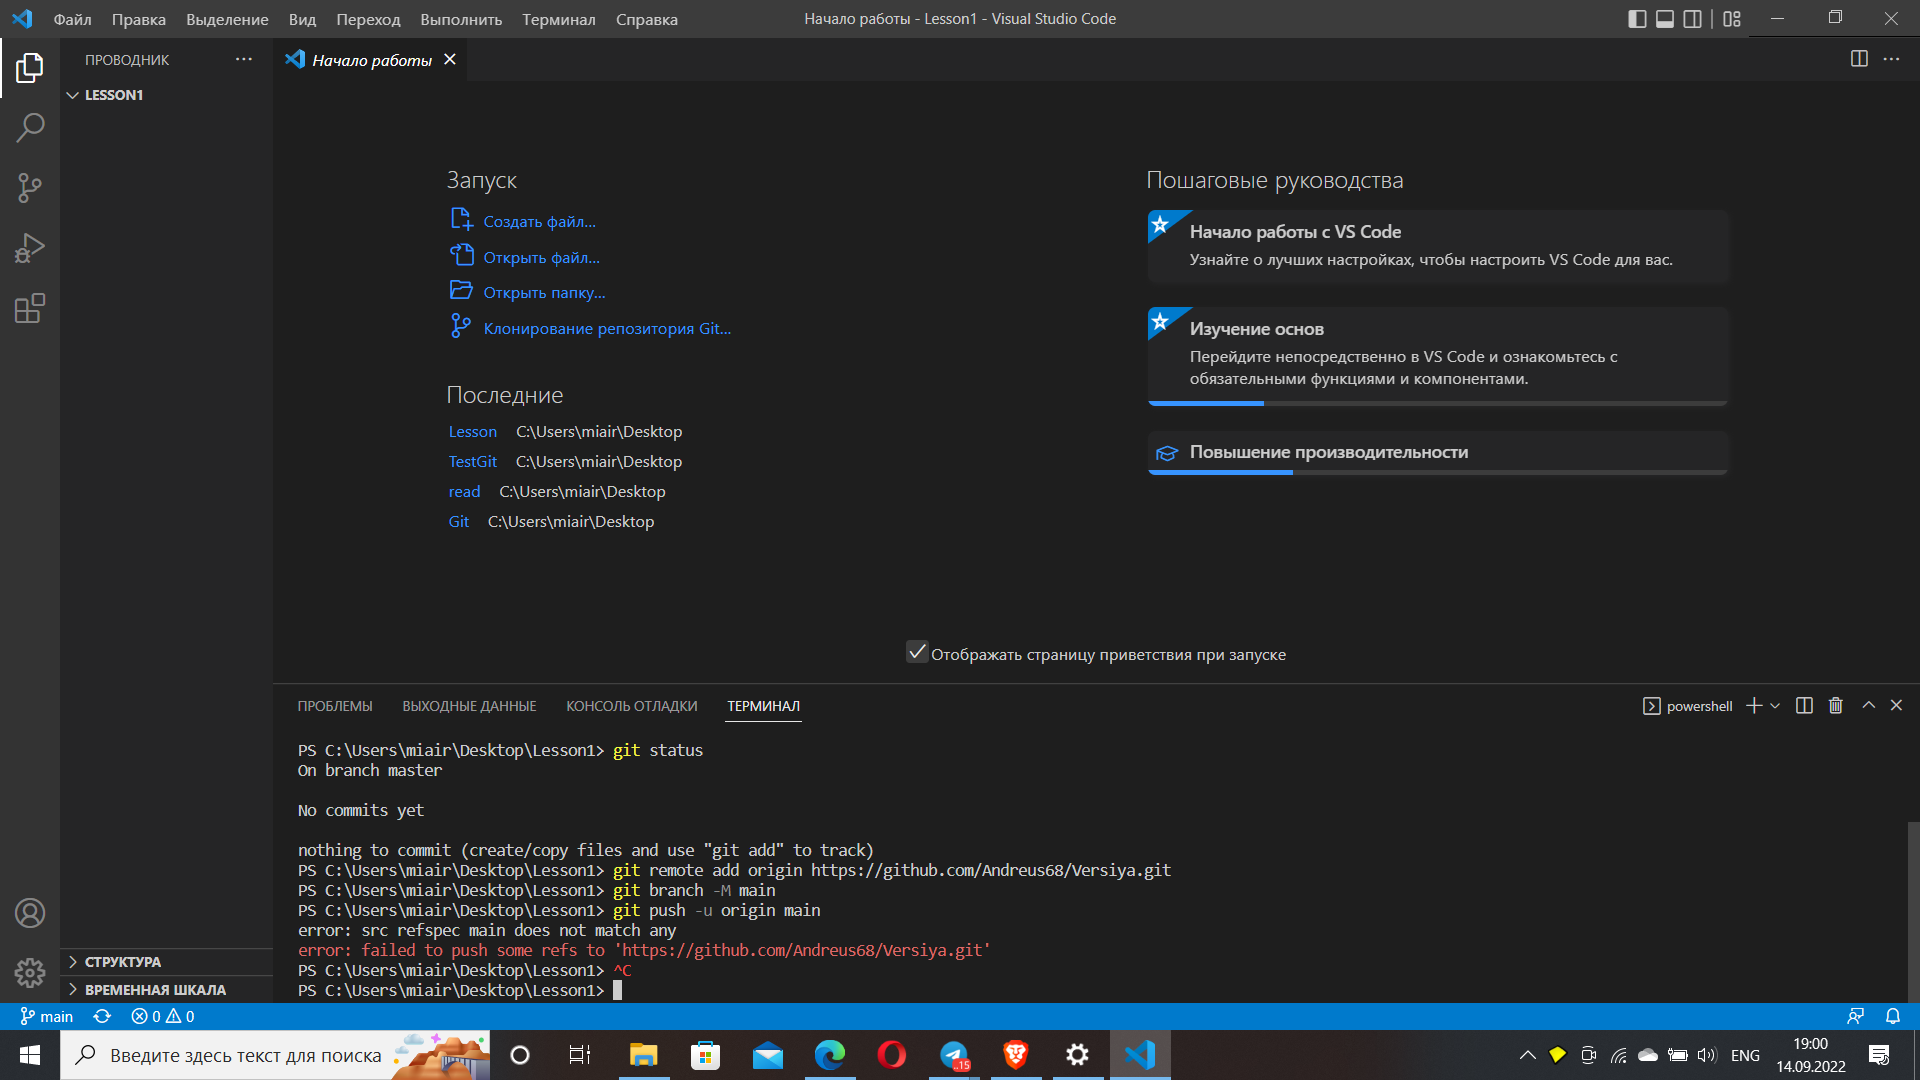 Файл Правка Выделение Вид Переход Выполнить Терминал Справка
Начало работы - Lesson1 - Visual Studio Code
ПРОВОДНИК
LESSON1
Начало работы
Запуск
Создать файл...
Открыть файл...
Открыть папку...
Клонирование репозитория Git...
Последние
Lesson C:\Users\miair\Desktop
TestGit C:\Users\miair\Desktop
read C:\Users\miair\Desktop
Git C:\Users\miair\Desktop
Пошаговые руководства
Начало работы с VS Code
Узнайте о лучших настройках, чтобы настроить VS Code для вас.
Изучение основ
Перейдите непосредственно в VS Code и ознакомьтесь с
обязательными функциями и компонентами.
Повышение производительности
Отображать страницу приветствия при запуске
ПРОБЛЕМЫ ВЫХОДНЫЕ ДАННЫЕ КОНСОЛЬ ОТЛАДКИ ТЕРМИНАЛ
powershell
PS C:\Users\miair\Desktop\Lesson1> git status
On branch master
No commits yet
nothing to commit (create/copy files and use "git add" to track)
PS C:\Users\miair\Desktop\Lesson1> git remote add origin https://github.com/Andreus68/Versiya.git
PS C:\Users\miair\Desktop\Lesson1> git branch -M main
PS C:\Users\miair\Desktop\Lesson1> git push -u origin main
error: src refspec main does not match any
error: failed to push some refs to 'https://github.com/Andreus68/Versiya.git'
PS C:\Users\miair\Desktop\Lesson1> ^C
PS C:\Users\miair\Desktop\Lesson1>
СТРУКТУРА
ВРЕМЕННАЯ ШКАЛА
main 0 0
Введите здесь текст для поиска
..15
ENG
19:00
14.09.2022